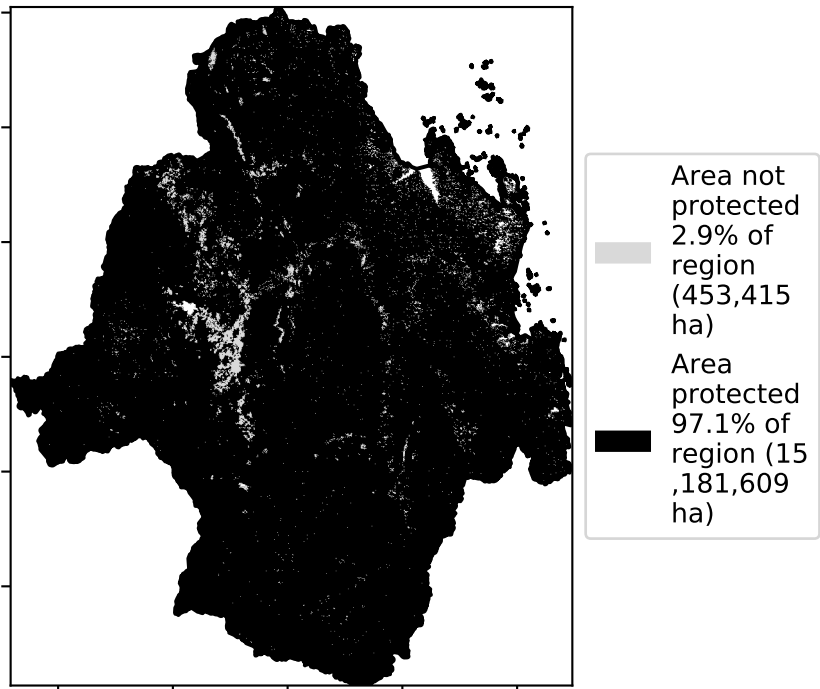 Area not
protected
2.9% of
region
(453,415
ha)
Area
protected
97.1% of
region (15
,181,609
ha)